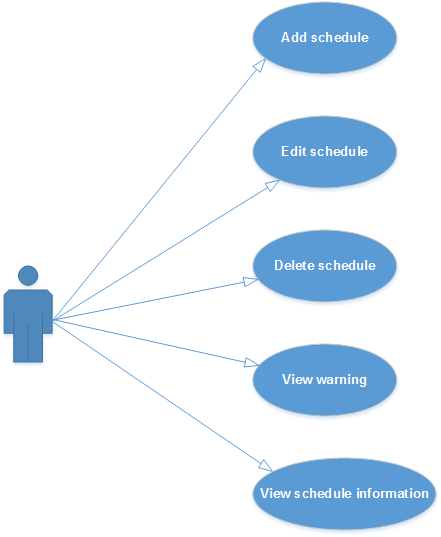 Add schedule
Edit schedule
Delete schedule
View warning
View schedule information